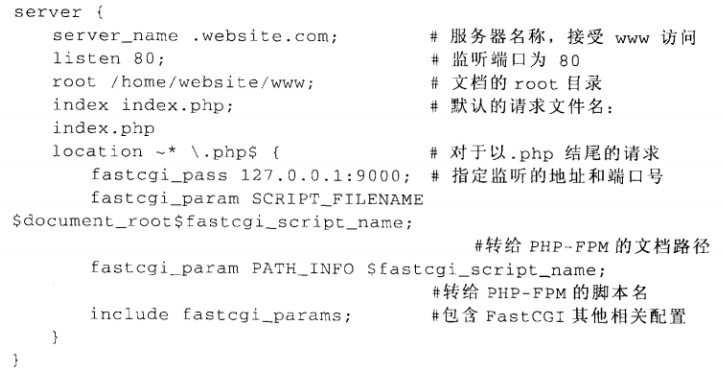 server {
server_name .website.com; # 服务器名称，接受 www 访问
listen 80; # 监听端口为 80
root /home/website/www; # 文档的 root 目录
index index.php; # 默认的请求文件名：
index.php
location ~* \.php$ { # 对于以.php 结尾的请求
fastcgi_pass 127.0.0.1:9000; # 指定监听的地址和端口号
fastcgi_param SCRIPT_FILENAME
$document_root$fastcgi_script_name;
#转给 PHP-FPM 的文档路径
fastcgi_param PATH_INFO $fastcgi_script_name;
#转给 PHP-FPM 的脚本名
include fastcgi_params; #包含 FastCGI 其他相关配置
}
}